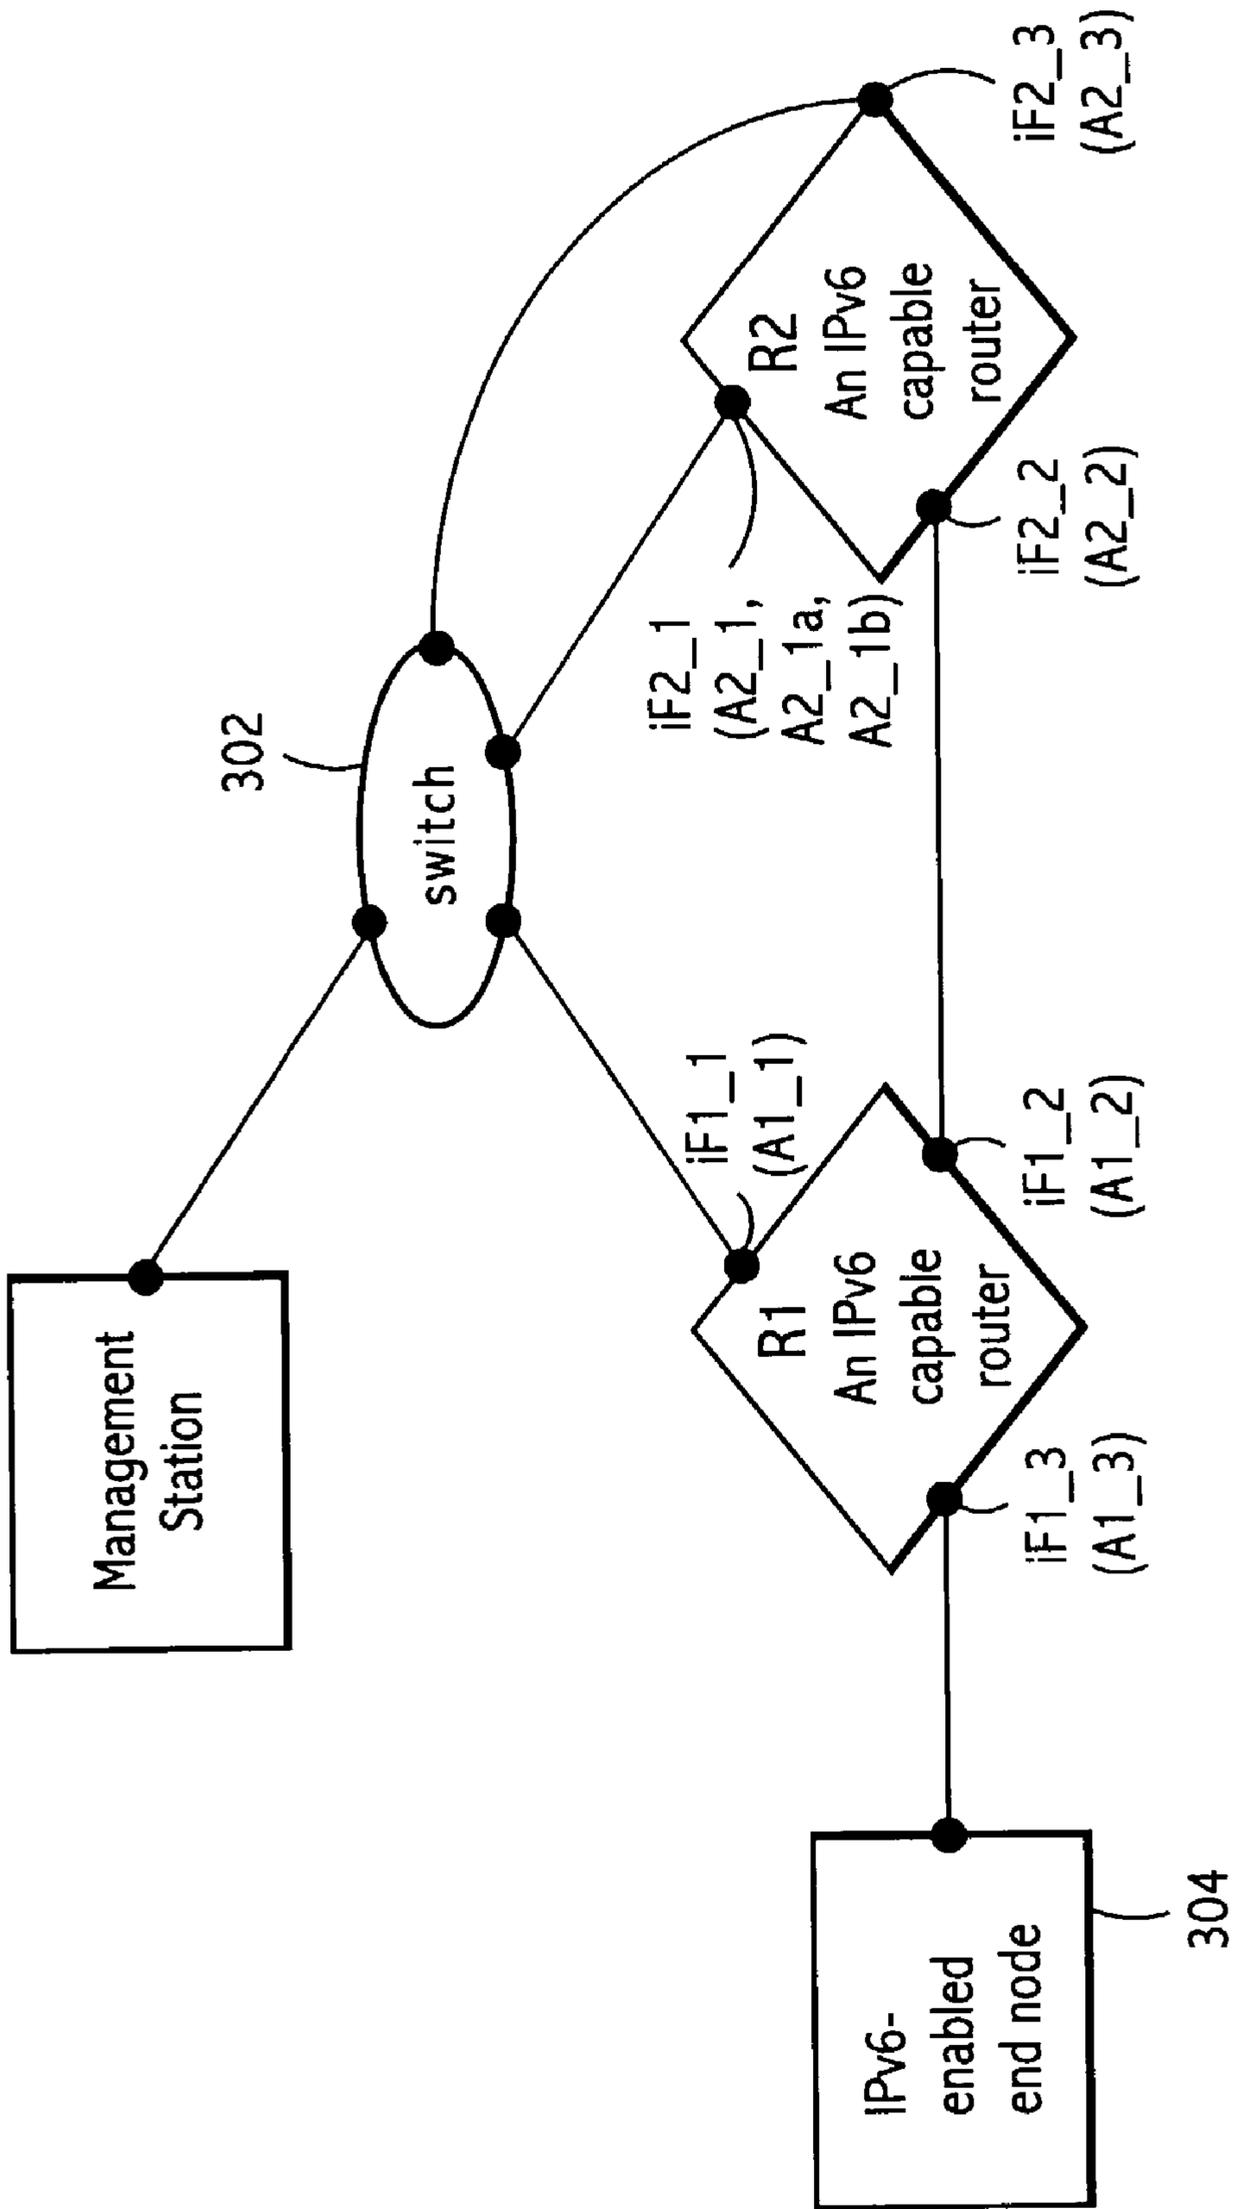 Management
Station
302
switch
iF1_1
(A1_1)
iF2_1
(A2_1,
A2_1a,
A2_1b)
R1
An IPv6
capable
router
R2
An IPv6
capable
router
IPv6-
enabled
end node
304
iF1_3
(A1_3)
iF1_2
(A1_2)
iF2_2
(A2_2)
iF2_3
(A2_3)